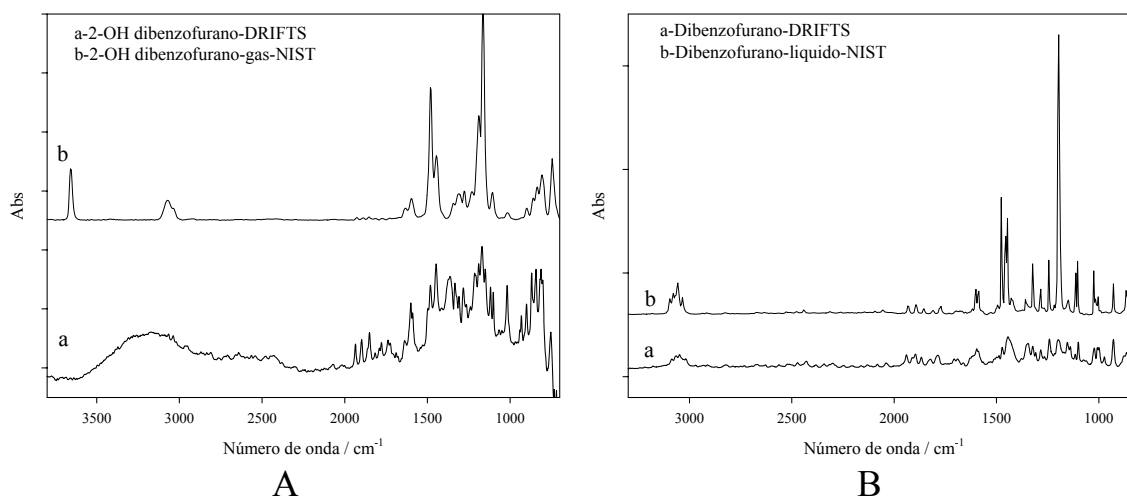 a-2-OH dibenzofurano-DRIFTS
b-2-OH dibenzofurano-gas-NIST
b
a
Abs
3500 3000 2500 2000 1500 1000
Número de onda / cm-1
A
a-Dibenzofurano-DRIFTS
b-Dibenzofurano-liquido-NIST
b
a
Abs
3000 2500 2000 1500 1000
Número de onda / cm-1
B